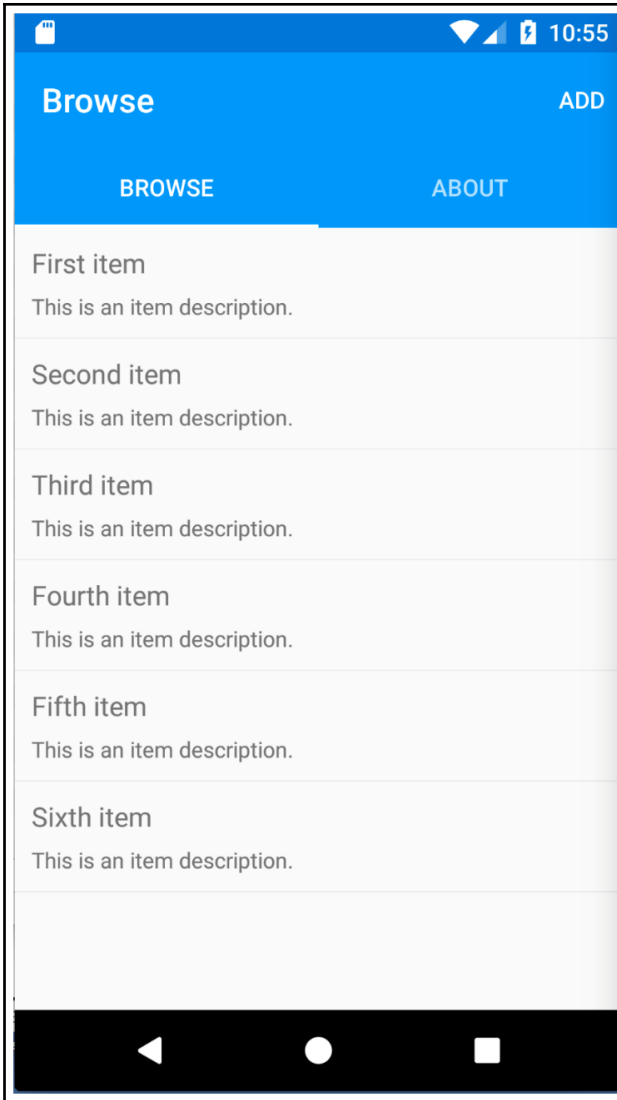 10:55
Browse
ADD
BROWSE
ABOUT
First item
This is an item description.
Second item
This is an item description.
Third item
This is an item description.
Fourth item
This is an item description.
Fifth item
This is an item description.
Sixth item
This is an item description.